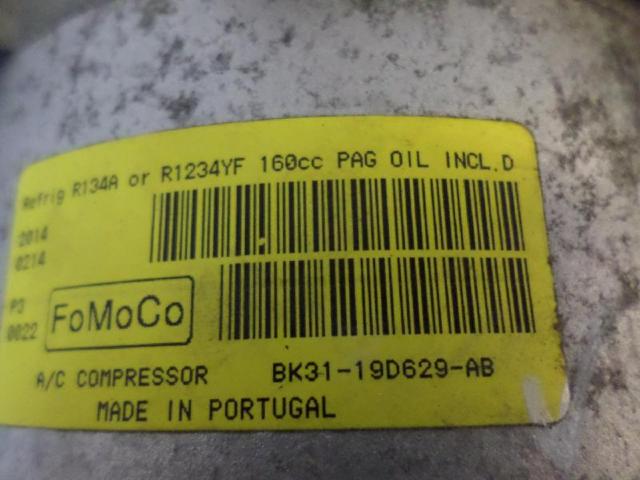 Refrig R134A or R1234YF 160cc PAG OIL INCL.D
2014
0214
P3
0022
FoMoCo
A/C COMPRESSOR BK31-19D629-AB
MADE IN PORTUGAL